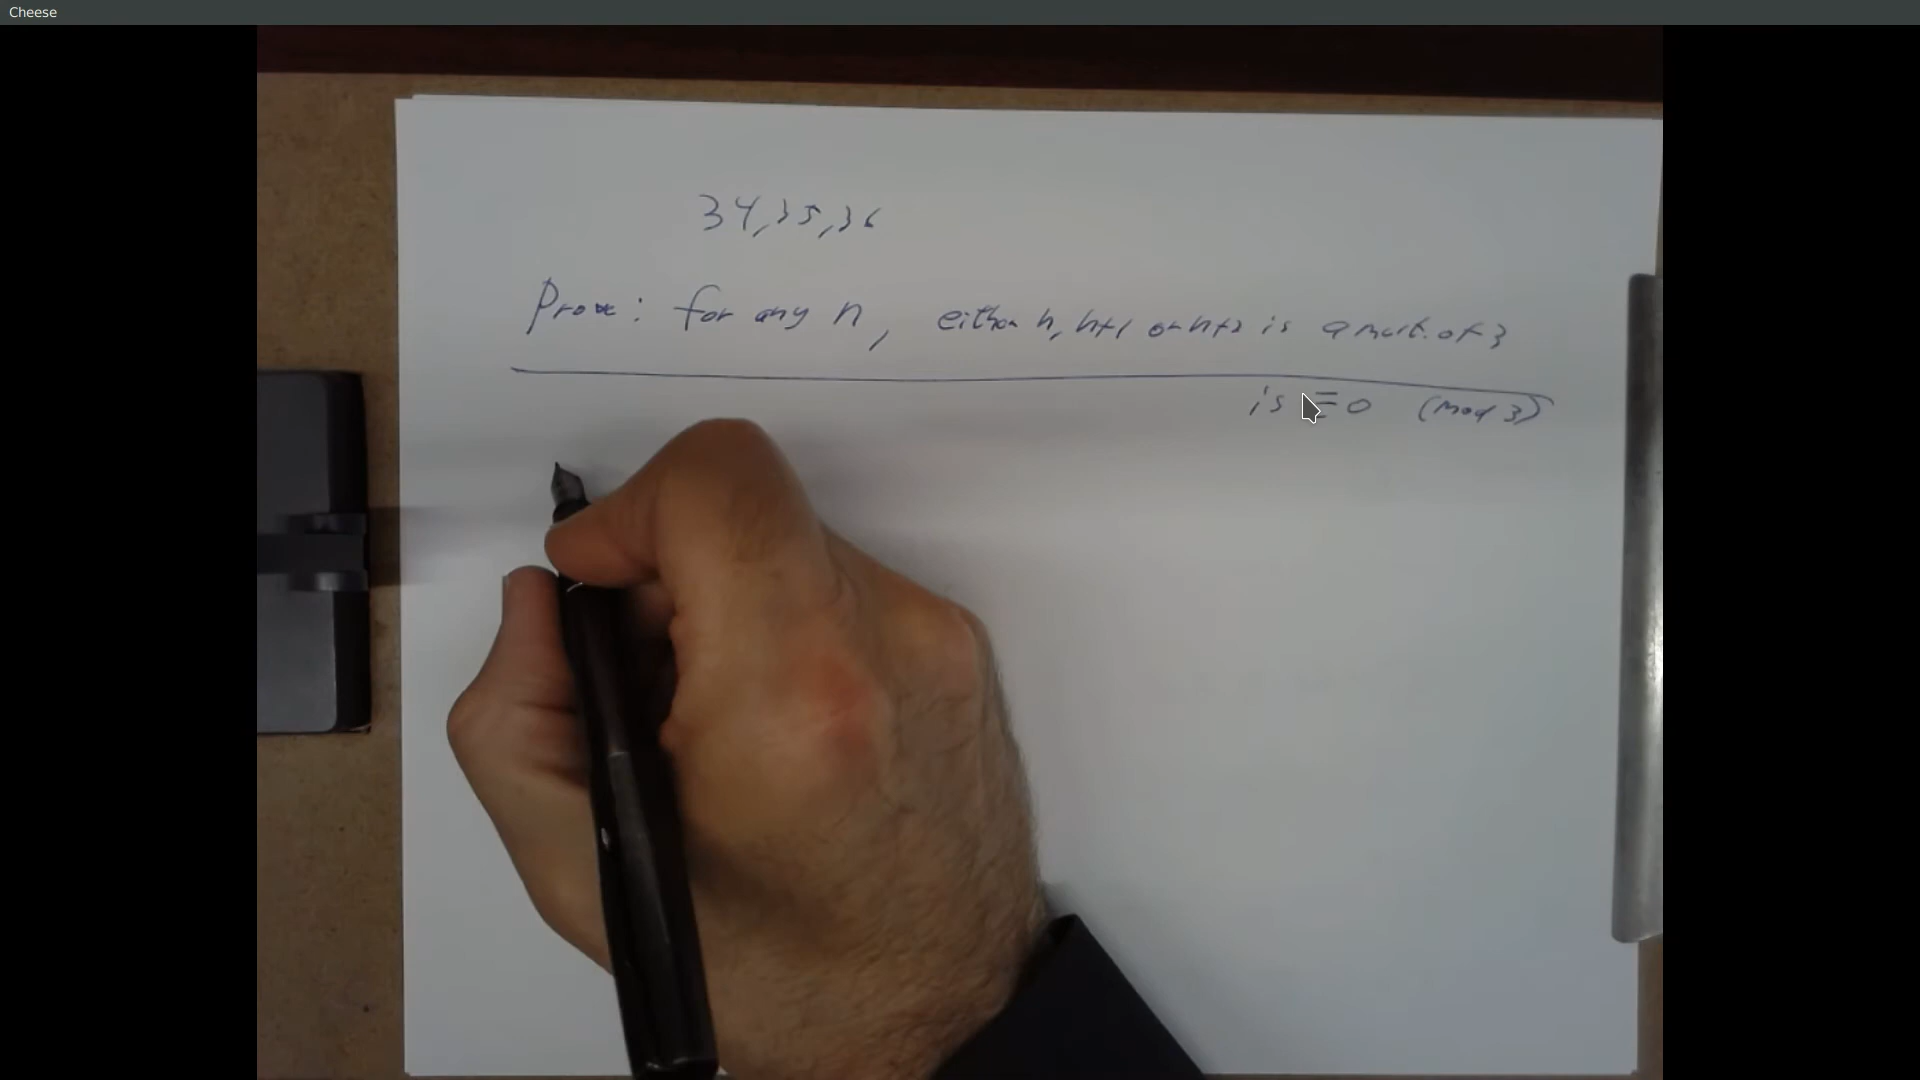 Cheese
34,35,36
Prove: for any n, either n, n+1 or n+2 is a mult. of 3
is ≡ 0 (mod 3)